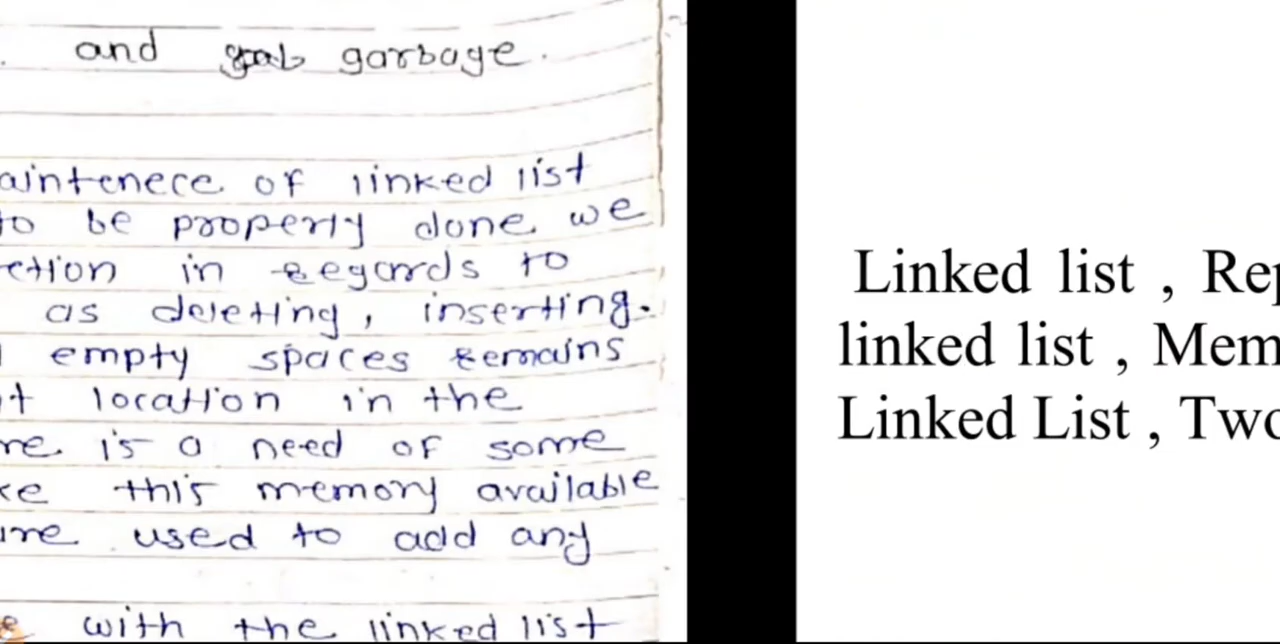 . and garbage.
aintenece of linked list
to be properly done we
ction in regards to
as deleting, inserting.
empty spaces remains
t location in the
re is a need of some
ke this memory available
ure used to add any
e with the linked list
Linked list , Rep
linked list , Mem
Linked List , Two